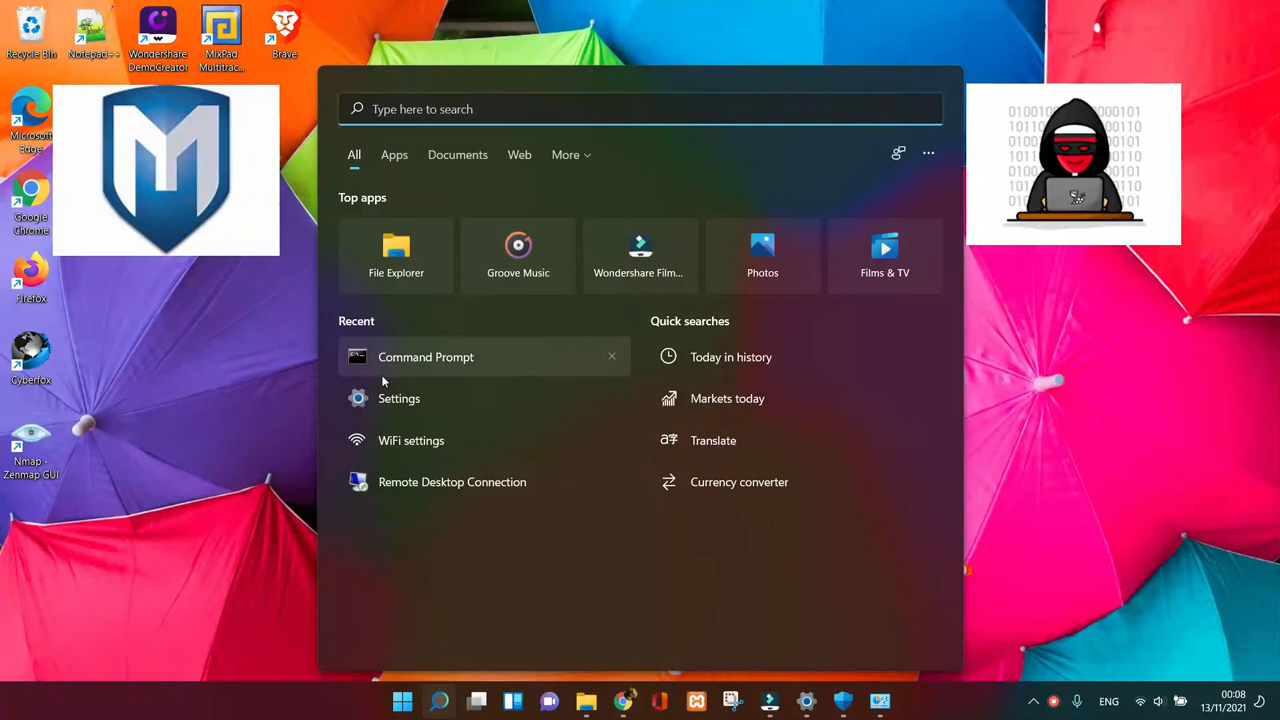 Recycle Bin
Notepad++
Wondershare
DemoCreator
MixPad
Multitrac...
Brave
Microsoft
Edge
Google
Chrome
Firefox
Cyberfox
Nmap -
Zenmap GUI
Type here to search
All
Apps
Documents
Web
More
Top apps
File Explorer
Groove Music
Wondershare Film...
Photos
Films & TV
Recent
Command Prompt
Settings
WiFi settings
Remote Desktop Connection
Quick searches
Today in history
Markets today
Translate
Currency converter
ENG
00:08
13/11/2021